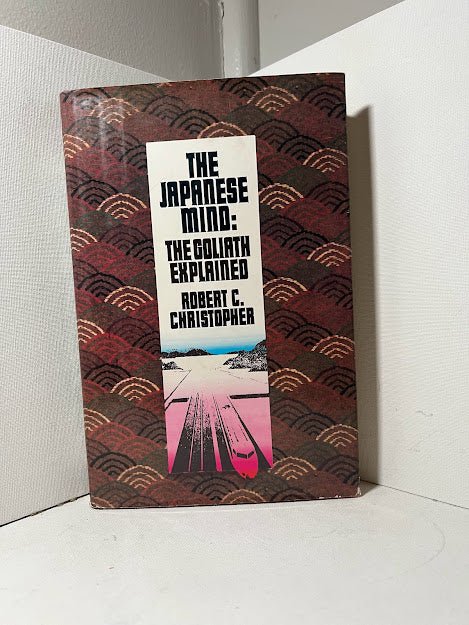 THE
JAPANESE
MIND:
THE GOLIATH
EXPLAINED
ROBERT C.
CHRISTOPHER